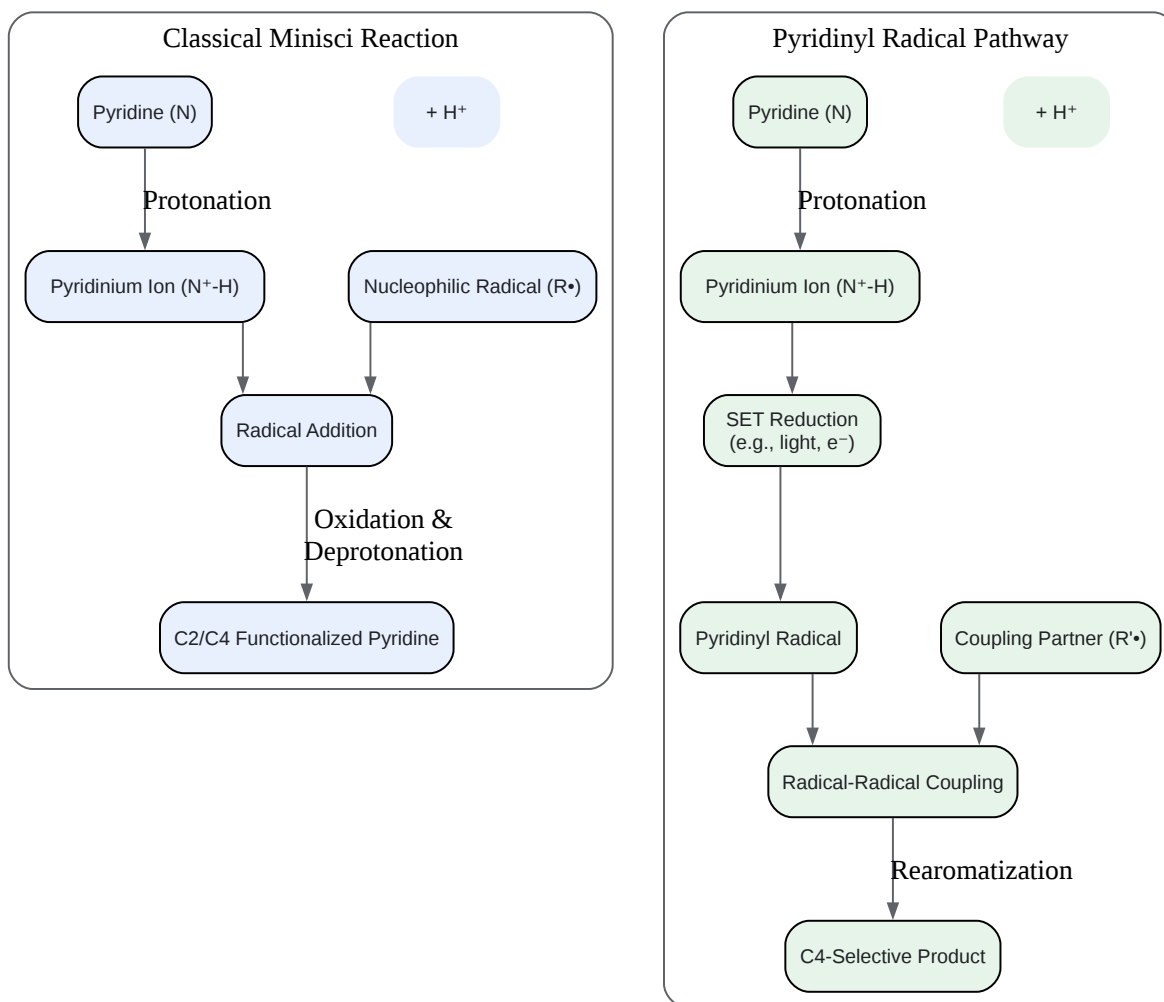 Classical Minisci Reaction
Pyridine (N)
+ H⁺
Protonation
Pyridinium Ion (N⁺-H)
Nucleophilic Radical (R•)
Radical Addition
Oxidation &
Deprotonation
C2/C4 Functionalized Pyridine
Pyridinyl Radical Pathway
Pyridine (N)
+ H⁺
Protonation
Pyridinium Ion (N⁺-H)
SET Reduction
(e.g., light, e⁻)
Pyridinyl Radical
Coupling Partner (R'•)
Radical-Radical Coupling
Rearomatization
C4-Selective Product